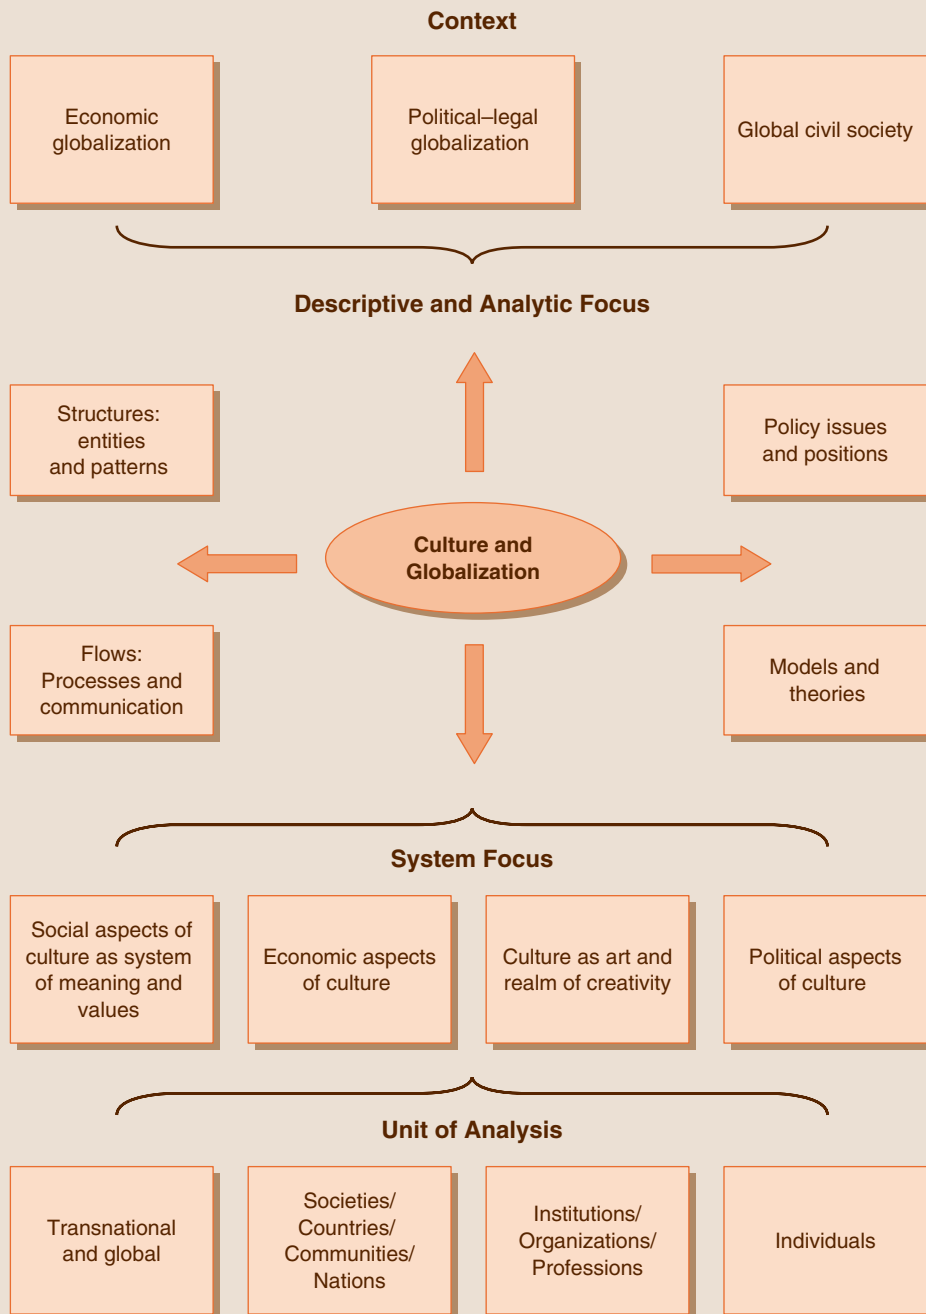 Context
Economic
globalization
Political–legal
globalization
Global civil society
Descriptive and Analytic Focus
Structures:
entities
and patterns
Policy issues
and positions
Culture and
Globalization
Flows:
Processes and
communication
Models and
theories
System Focus
Social aspects of
culture as system
of meaning and
values
Economic aspects
of culture
Culture as art and
realm of creativity
Political aspects
of culture
Unit of Analysis
Transnational
and global
Societies/
Countries/
Communities/
Nations
Institutions/
Organizations/
Professions
Individuals